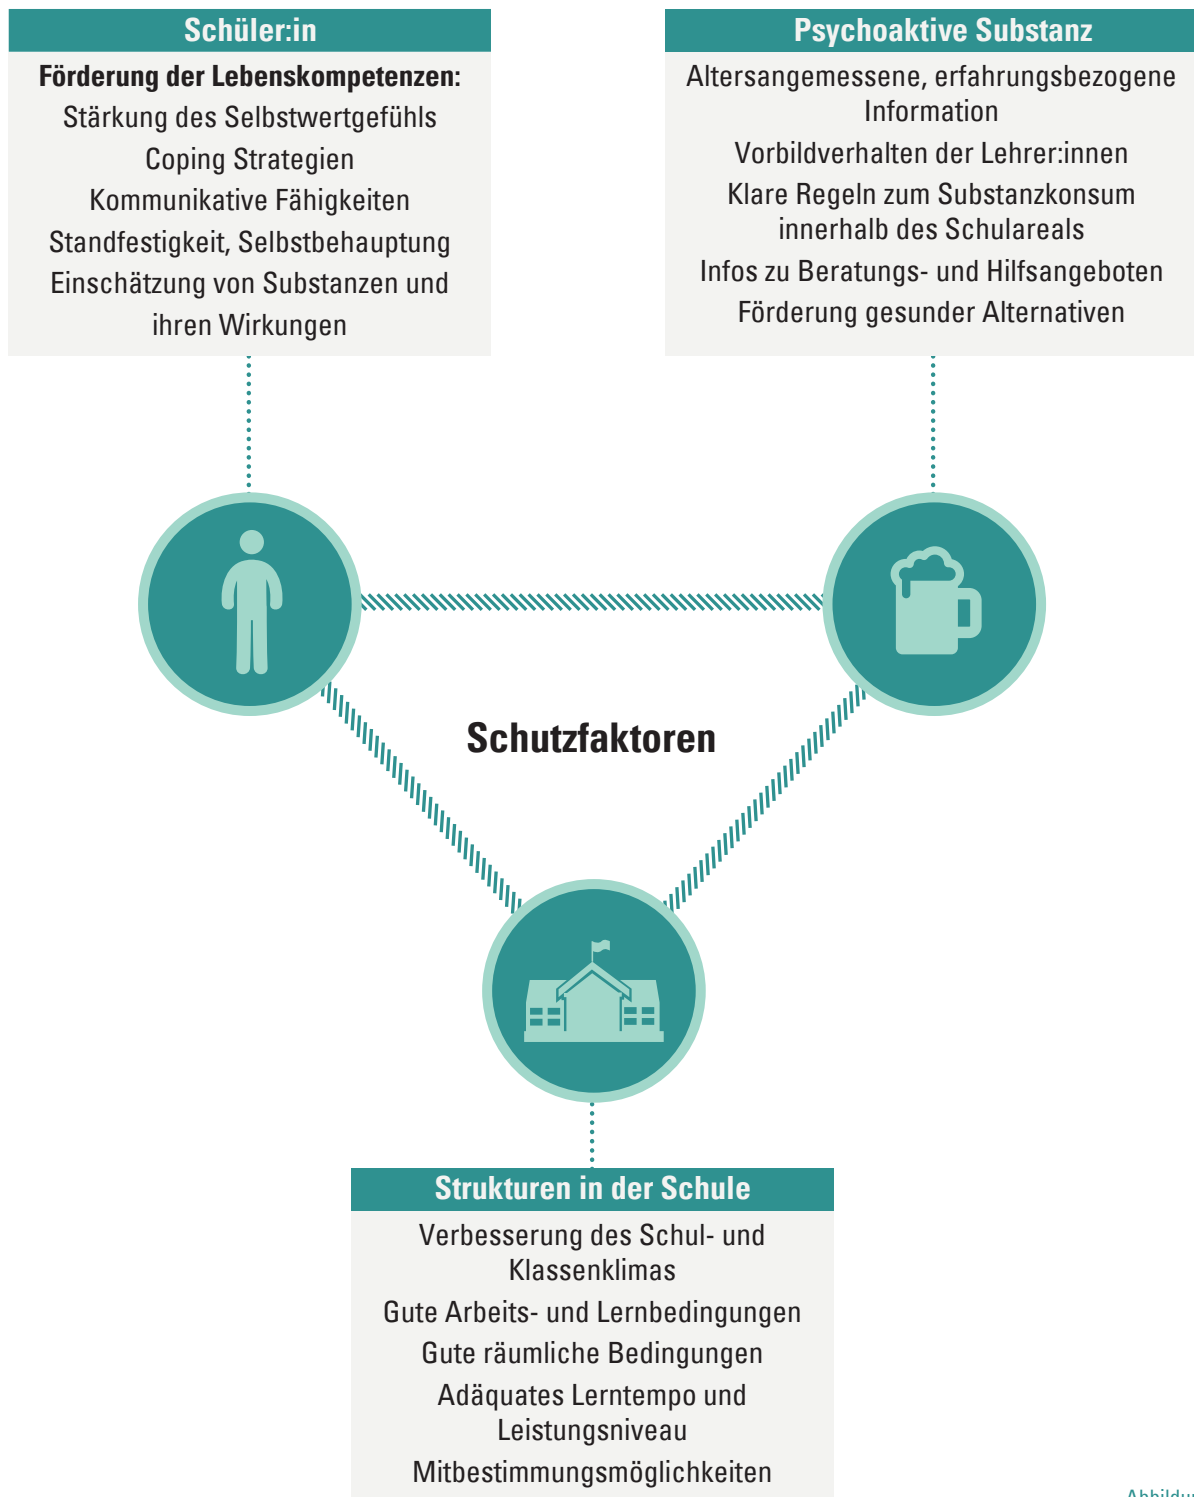 Schüler:in
Förderung der Lebenskompetenzen:
Stärkung des Selbstwertgefühls
Coping Strategien
Kommunikative Fähigkeiten
Standfestigkeit, Selbstbehauptung
Einschätzung von Substanzen und
ihren Wirkungen
Psychoaktive Substanz
Altersangemessene, erfahrungsbezogene
Information
Vorbildverhalten der Lehrer:innen
Klare Regeln zum Substanzkonsum
innerhalb des Schulareals
Infos zu Beratungs- und Hilfsangeboten
Förderung gesunder Alternativen
Schutzfaktoren
Strukturen in der Schule
Verbesserung des Schul- und
Klassenklimas
Gute Arbeits- und Lernbedingungen
Gute räumliche Bedingungen
Adäquates Lerntempo und
Leistungsniveau
Mitbestimmungsmöglichkeiten